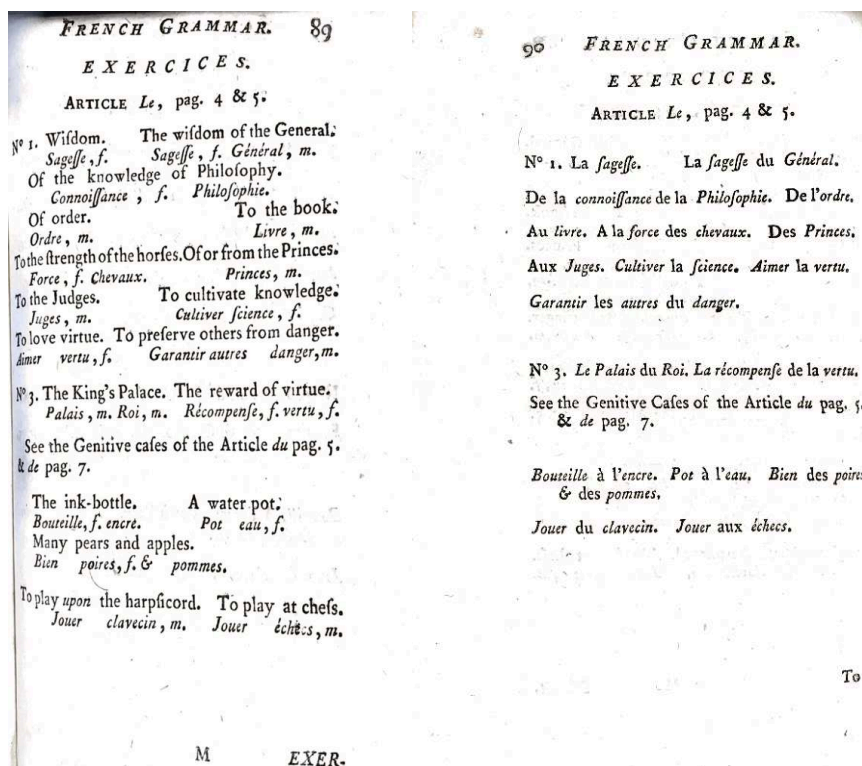 FRENCH GRAMMAR. 89
EXERCICES.
ARTICLE Le, pag. 4 & 5.
Nº 1. Wiſdom. The wiſdom of the General.
Sageſſe, f. Sageſſe, f. Général, m.
Of the knowledge of Philoſophy.
Connoiſſance, f. Philoſophie.
Of order. To the book.
Ordre, m. Livre, m.
To the ſtrength of the horſes. Of or from the Princes.
Force, f. Chevaux. Princes, m.
To the Judges. To cultivate knowledge.
Juges, m. Cultiver ſcience, f.
To love virtue. To preſerve others from danger.
Aimer vertu, f. Garantir autres danger, m.
Nº 3. The King's Palace. The reward of virtue.
Palais, m. Roi, m. Récompenſe, f. vertu, f.
See the Genitive caſes of the Article du pag. 5.
& de pag. 7.
The ink-bottle. A water pot.
Bouteille, f. encre. Pot eau, f.
Many pears and apples.
Bien poires, f. & pommes.
To play upon the harpſicord. To play at cheſs.
Jouer clavecin, m. Jouer échecs, m.
M EXER-
90 FRENCH GRAMMAR.
EXERCICES.
ARTICLE Le, pag. 4 & 5.
Nº 1. La ſageſſe. La ſageſſe du Général.
De la connoiſſance de la Philoſophie. De l'ordre.
Au livre. A la force des chevaux. Des Princes.
Aux Juges. Cultiver la ſcience. Aimer la vertu.
Garantir les autres du danger.
Nº 3. Le Palais du Roi. La récompenſe de la vertu.
See the Genitive Caſes of the Article du pag. 5.
& de pag. 7.
Bouteille à l'encre. Pot à l'eau. Bien des poires
& des pommes.
Jouer du clavecin. Jouer aux échecs.
To